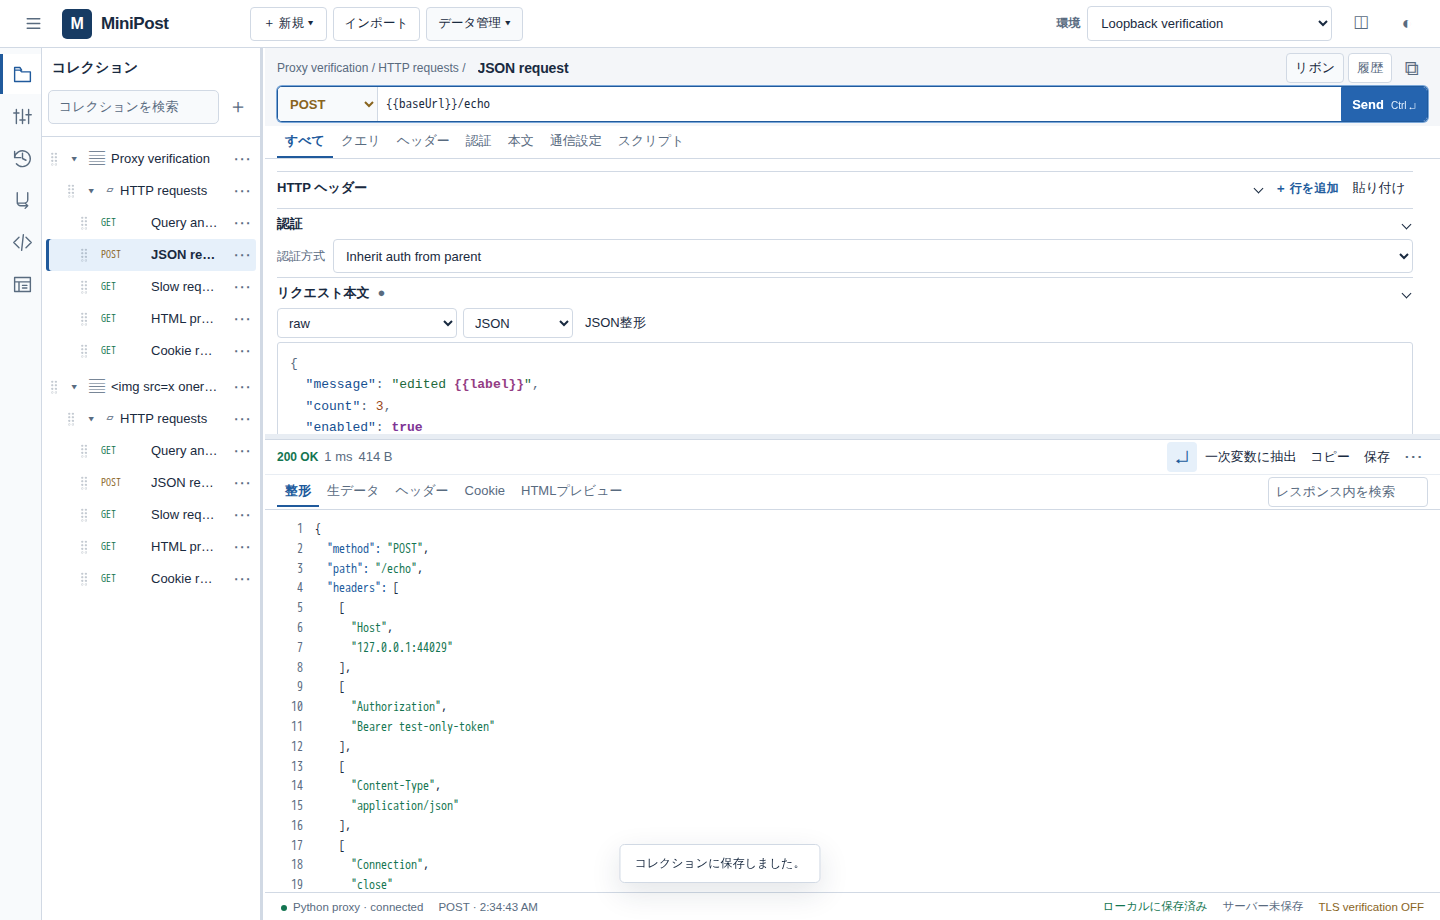 M MiniPost
＋ 新規 ▾ インポート データ管理 ▾
環境 Loopback verification
コレクション
コレクションを検索 ＋
Proxy verification ···
HTTP requests ···
GET Query an… ···
POST JSON re… ···
GET Slow req… ···
GET HTML pr… ···
GET Cookie r… ···
<img src=x oner… ···
HTTP requests ···
GET Query an… ···
POST JSON re… ···
GET Slow req… ···
GET HTML pr… ···
GET Cookie r… ···
Proxy verification / HTTP requests / JSON request
リボン 履歴
POST {{baseUrl}}/echo Send Ctrl ↵
すべて クエリ ヘッダー 認証 本文 通信設定 スクリプト
HTTP ヘッダー
＋ 行を追加 貼り付け
認証
認証方式 Inherit auth from parent
リクエスト本文 ●
raw JSON JSON整形
{
"message": "edited {{label}}",
"count": 3,
"enabled": true
200 OK 1 ms 414 B
一次変数に抽出 コピー 保存 ···
整形 生データ ヘッダー Cookie HTMLプレビュー
レスポンス内を検索
1 {
2 "method": "POST",
3 "path": "/echo",
4 "headers": [
5 [
6 "Host",
7 "127.0.0.1:44029"
8 ],
9 [
10 "Authorization",
11 "Bearer test-only-token"
12 ],
13 [
14 "Content-Type",
15 "application/json"
16 ],
17 [
18 "Connection",
19 "close"
コレクションに保存しました。
Python proxy · connected POST · 2:34:43 AM
ローカルに保存済み サーバー未保存 TLS verification OFF